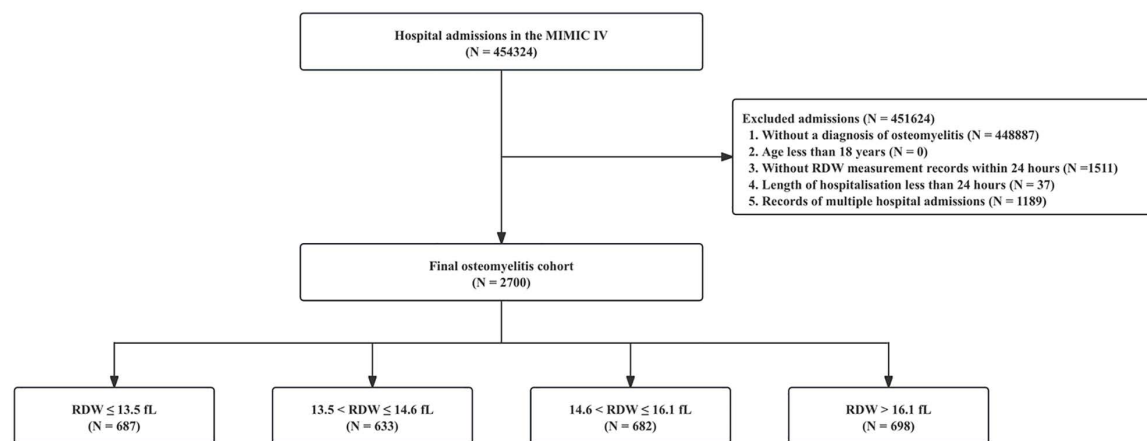 Hospital admissions in the MIMIC IV
(N = 454324)
Excluded admissions (N = 451624)
1. Without a diagnosis of osteomyelitis (N = 448887)
2. Age less than 18 years (N = 0)
3. Without RDW measurement records within 24 hours (N =1511)
4. Length of hospitalisation less than 24 hours (N = 37)
5. Records of multiple hospital admissions (N = 1189)
Final osteomyelitis cohort
(N = 2700)
RDW ≤ 13.5 fL
(N = 687)
13.5 < RDW ≤ 14.6 fL
(N = 633)
14.6 < RDW ≤ 16.1 fL
(N = 682)
RDW > 16.1 fL
(N = 698)